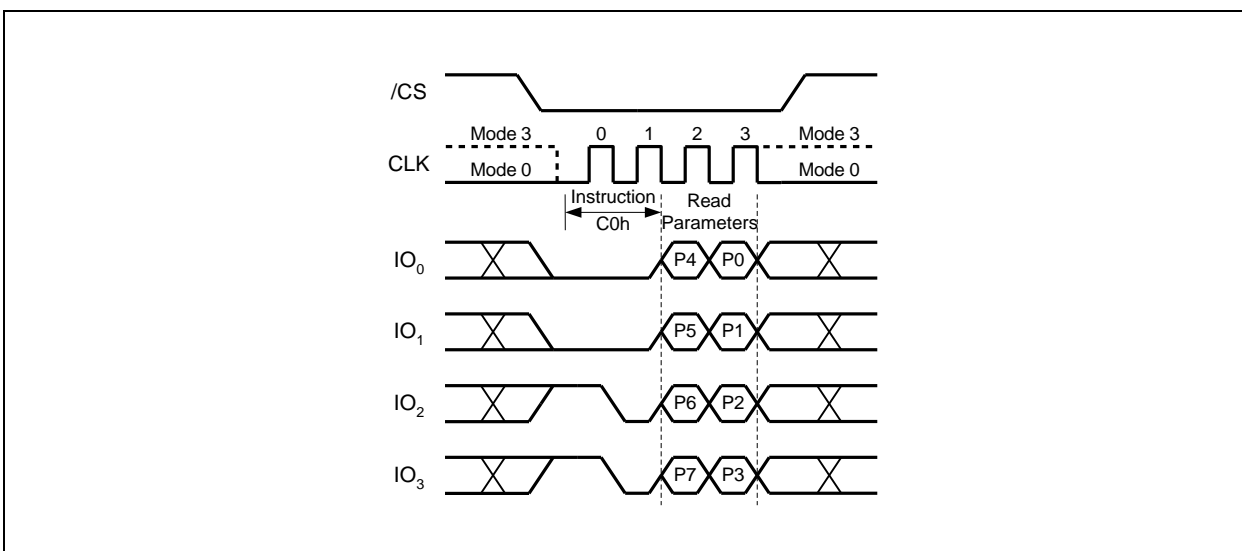 /CS
Mode 3 0 1 2 3 Mode 3
CLK
Mode 0 Mode 0
Instruction Read
C0h Parameters
IO0 P4 P0
IO1 P5 P1
IO2 P6 P2
IO3 P7 P3